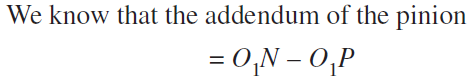 We know that the addendum of the pinion
= O₁N – O₁P